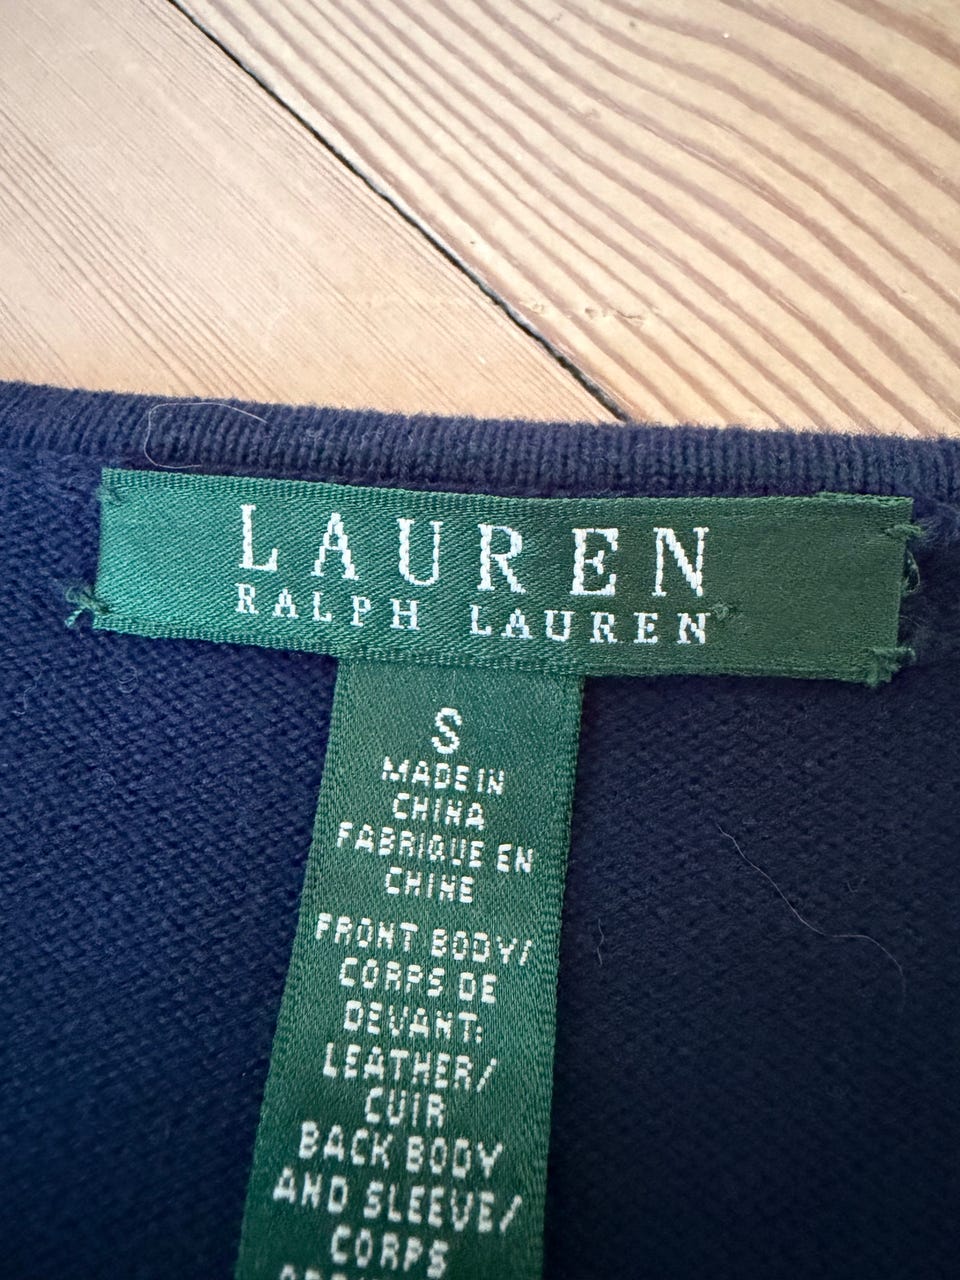 LAUREN
RALPH LAUREN
S
MADE IN
CHINA
FABRIQUE EN
CHINE
FRONT BODY/
CORPS DE
DEVANT:
LEATHER/
CUIR
BACK BODY
AND SLEEVE/
CORPS